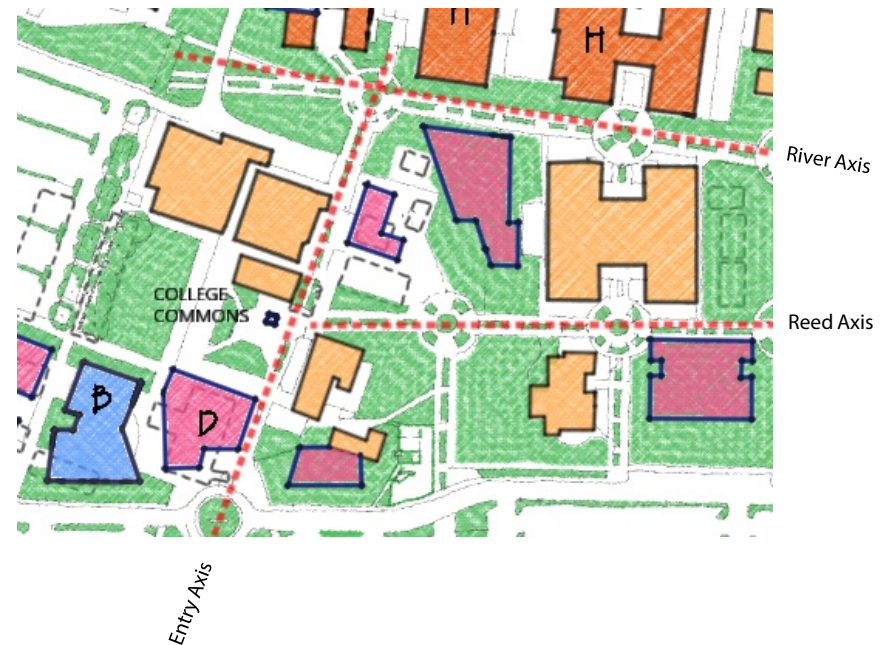 H
H
River Axis
COLLEGE
COMMONS
Reed Axis
B
D
Entry Axis